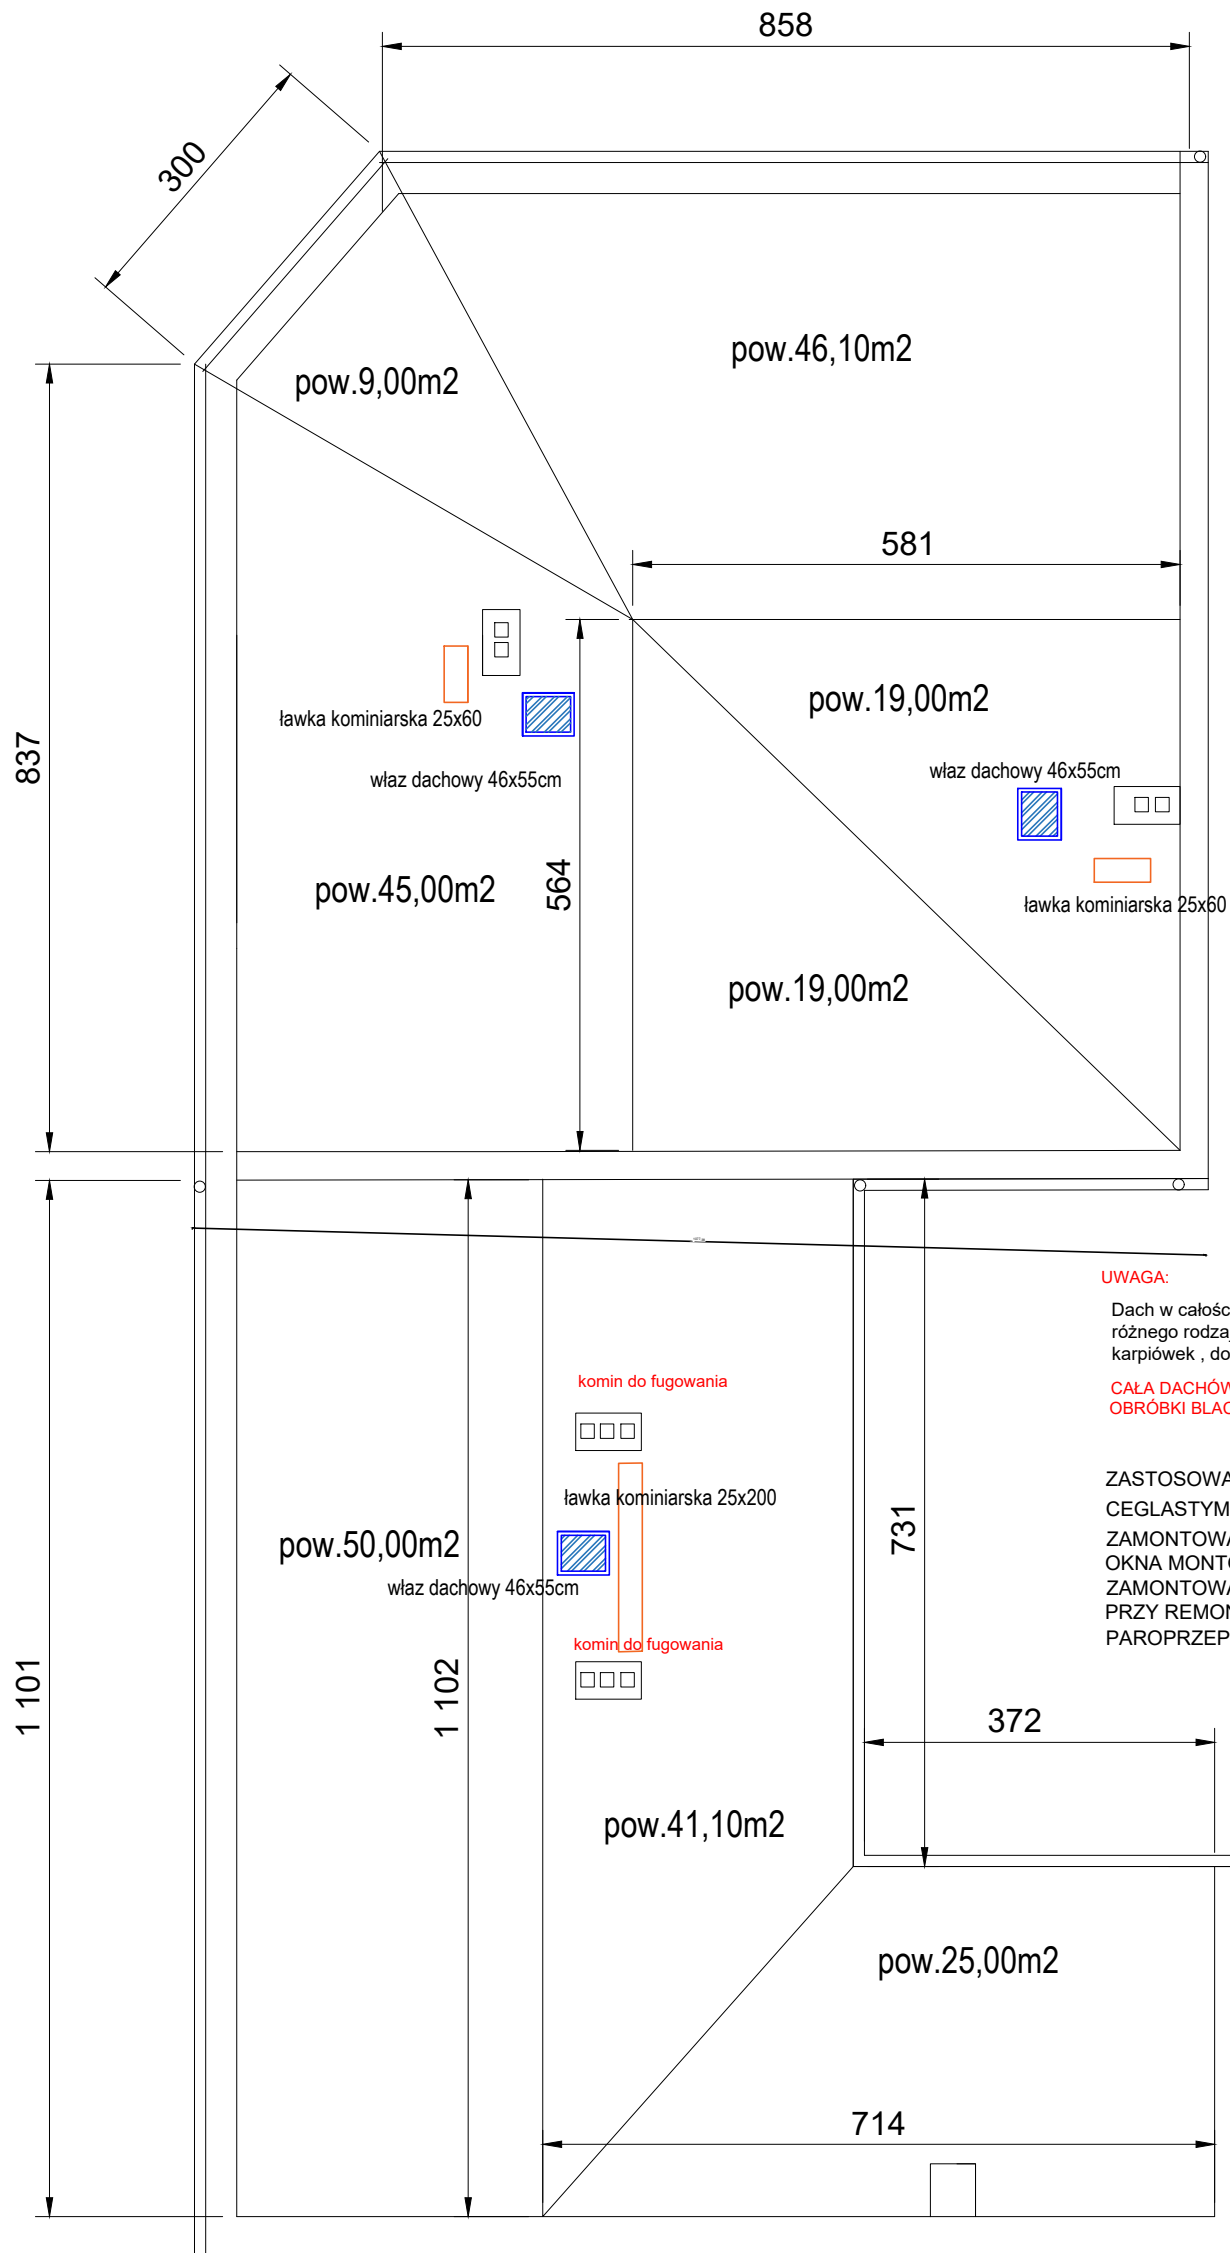 858
300
pow.46,10m2
pow.9,00m2
581
pow.19,00m2
ławka kominiarska 25x60
właz dachowy 46x55cm
właz dachowy 46x55cm
837
564
pow.45,00m2
ławka kominiarska 25x60
pow.19,00m2
UWAGA:
Dach w całośc
różnego rodza
karpiówek , do
CAŁA DACHÓW
OBRÓBKI BLAC
komin do fugowania
ZASTOSOWA
ławka kominiarska 25x200
CEGLASTYM
731
pow.50,00m2
ZAMONTOWA
OKNA MONTO
właz dachowy 46x55cm
ZAMONTOWA
PRZY REMON
PAROPRZEP
komin do fugowania
1 101
1 102
372
pow.41,10m2
pow.25,00m2
714